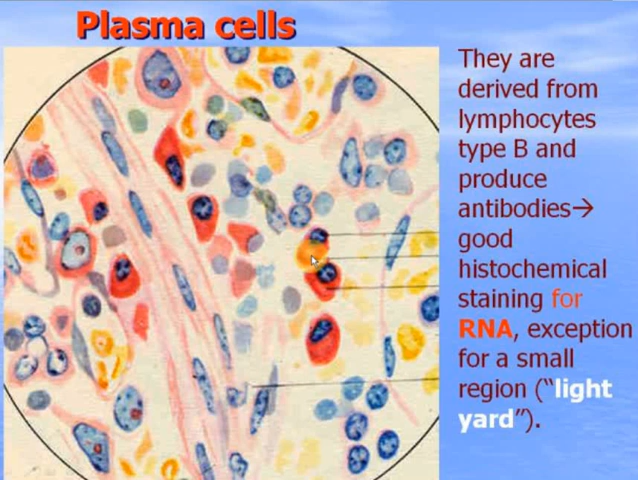 Plasma cells
They are
derived from
lymphocytes
type B and
produce
antibodies→
good
histochemical
staining for
RNA, exception
for a small
region (“light
yard”).